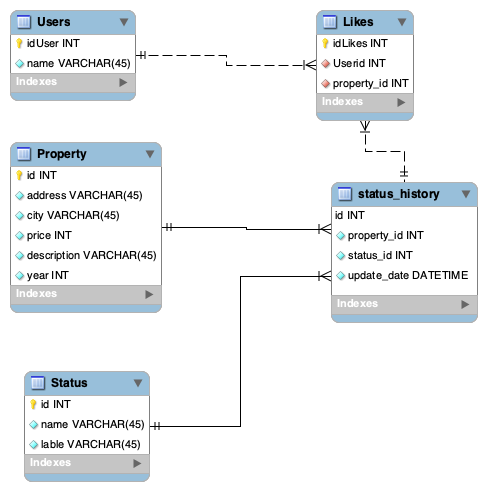 Users
idUser INT
name VARCHAR(45)
Indexes
Likes
idLikes INT
Userid INT
property_id INT
Indexes
Property
id INT
address VARCHAR(45)
city VARCHAR(45)
price INT
description VARCHAR(45)
year INT
Indexes
status_history
id INT
property_id INT
status_id INT
update_date DATETIME
Indexes
Status
id INT
name VARCHAR(45)
lable VARCHAR(45)
Indexes